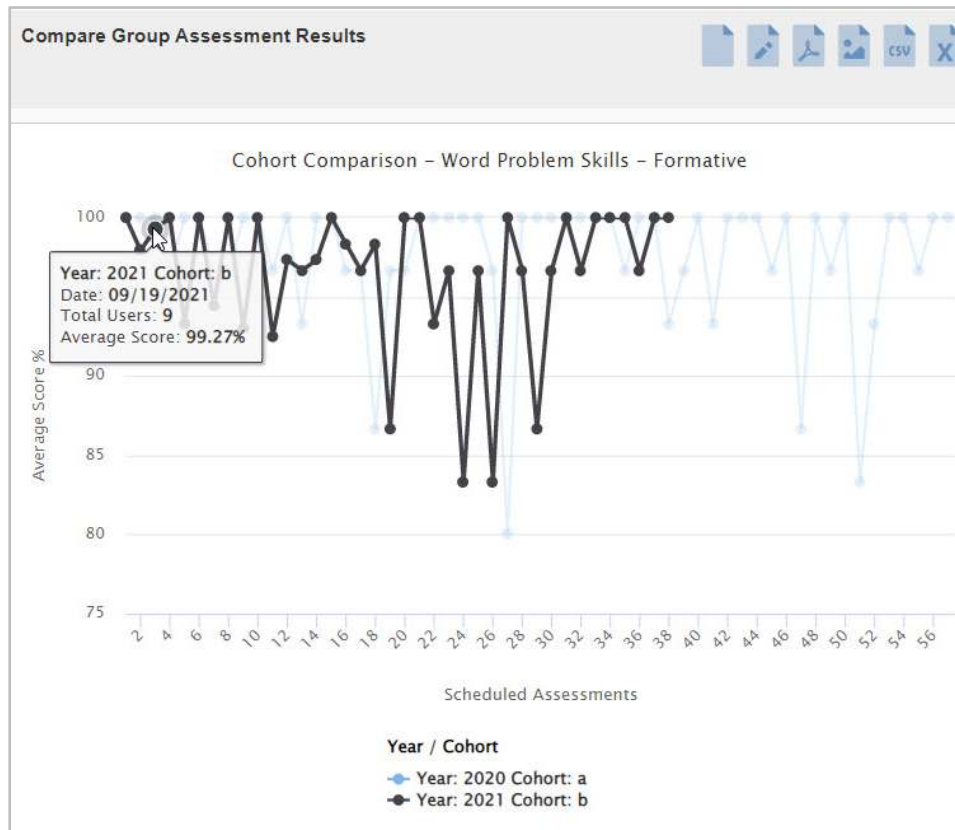 Compare Group Assessment Results
CSV
X
Cohort Comparison – Word Problem Skills – Formative
100
Year: 2021 Cohort: b
Date: 09/19/2021
Total Users: 9
Average Score: 99.27%
90
85
80
75
Average Score %
2 4 6 8 10 12 14 16 18 20 22 24 26 28 30 32 34 36 38 40 42 44 46 48 50 52 54 56
Scheduled Assessments
Year / Cohort
Year: 2020 Cohort: a
Year: 2021 Cohort: b